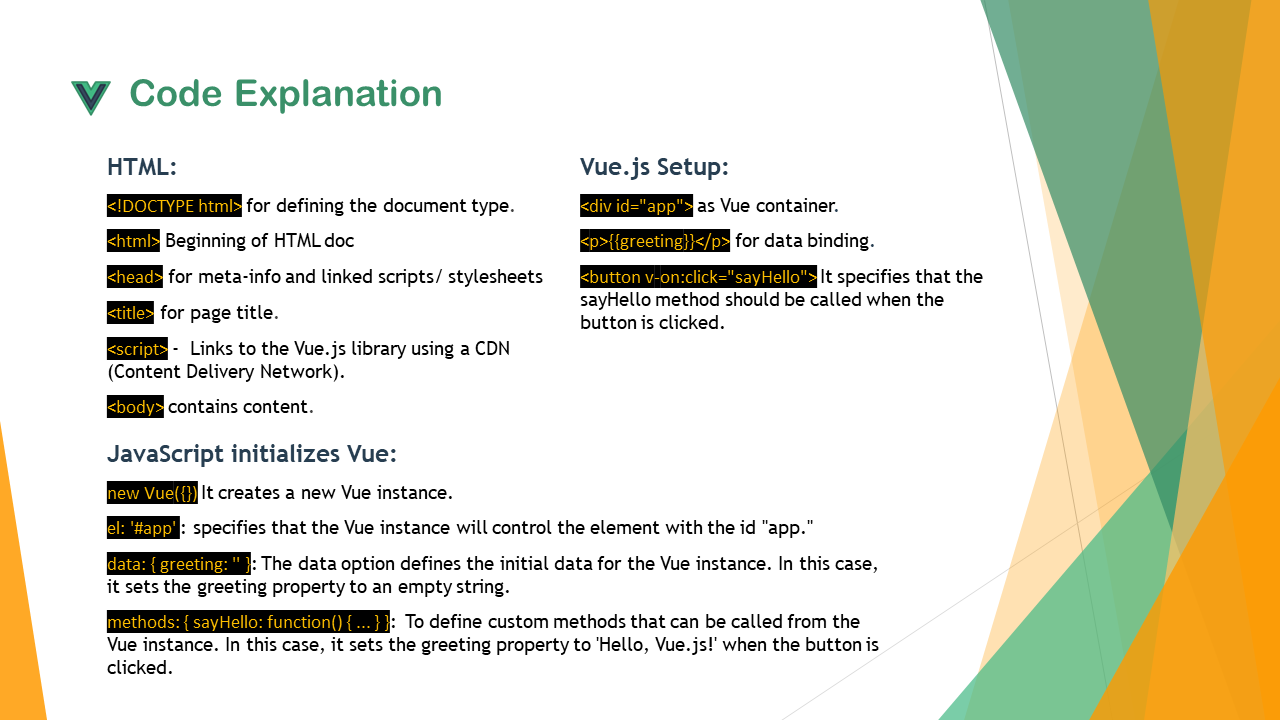 Code Explanation
HTML:
<!DOCTYPE html> for defining the document type.
<html> Beginning of HTML doc
<head> for meta-info and linked scripts/ stylesheets
<title> for page title.
<script> - Links to the Vue.js library using a CDN
(Content Delivery Network).
<body> contains content.
Vue.js Setup:
<div id="app"> as Vue container.
<p>{{greeting}}</p> for data binding.
<button v-on:click="sayHello"> It specifies that the
sayHello method should be called when the
button is clicked.
JavaScript initializes Vue:
new Vue({}) It creates a new Vue instance.
el: '#app' : specifies that the Vue instance will control the element with the id "app."
data: { greeting: '' }: The data option defines the initial data for the Vue instance. In this case,
it sets the greeting property to an empty string.
methods: { sayHello: function() { ... } }: To define custom methods that can be called from the
Vue instance. In this case, it sets the greeting property to 'Hello, Vue.js!' when the button is
clicked.